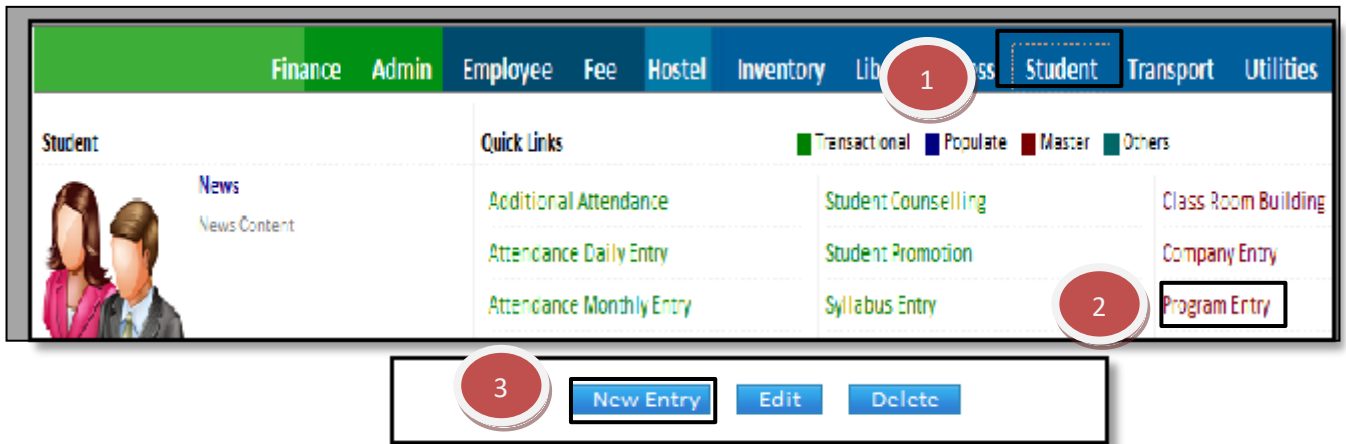 Finance Admin Employee Fee Hostel Inventory Lib 1 ss Student Transport Utilities
Student Quick Links Transactional Populate Master Others
News
News Content
Additional Attendance Student Counselling Class Room Building
Attendance Daily Entry Student Promotion Company Entry
Attendance Monthly Entry Syllabus Entry 2 Program Entry
3 New Entry Edit Delete